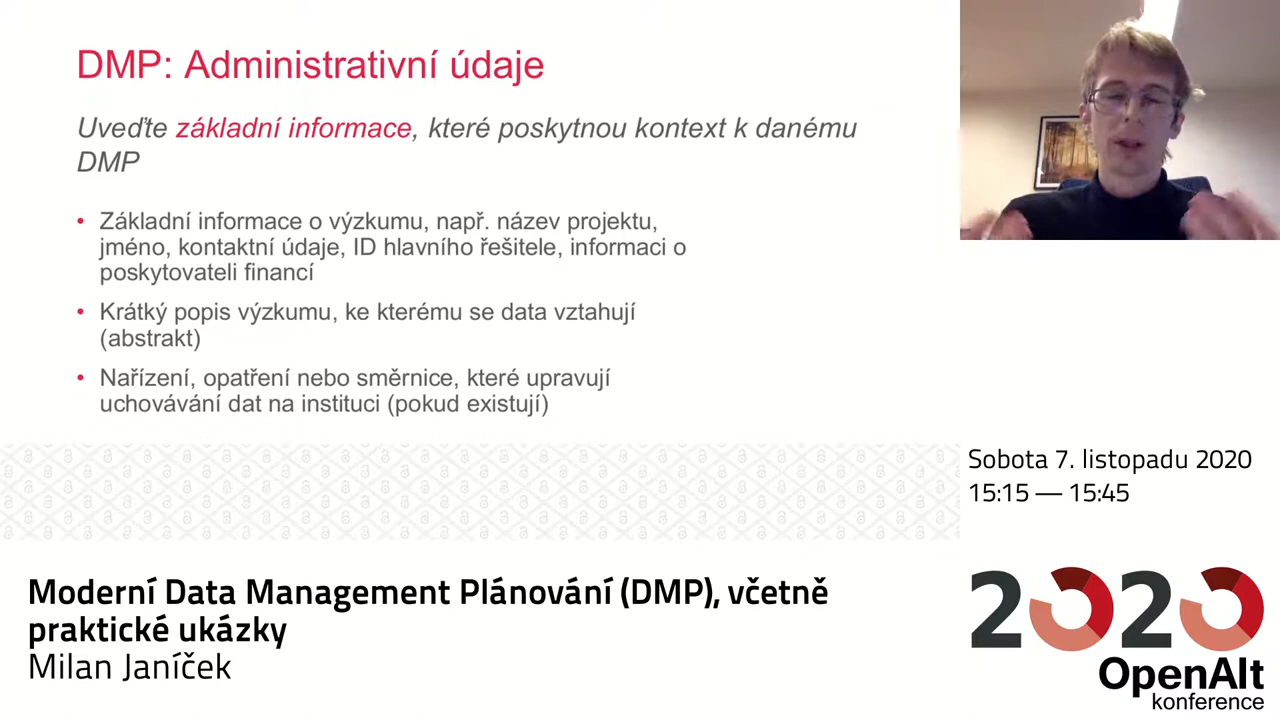 DMP: Administrativní údaje
Uveďte základní informace, které poskytnou kontext k danému
DMP
• Základní informace o výzkumu, např. název projektu,
jméno, kontaktní údaje, ID hlavního řešitele, informaci o
poskytovateli financí
• Krátký popis výzkumu, ke kterému se data vztahují
(abstrakt)
• Nařízení, opatření nebo směrnice, které upravují
uchovávání dat na instituci (pokud existují)
Sobota 7. listopadu 2020
15:15 — 15:45
Moderní Data Management Plánování (DMP), včetně
praktické ukázky
Milan Janíček
2020
OpenAlt
konference